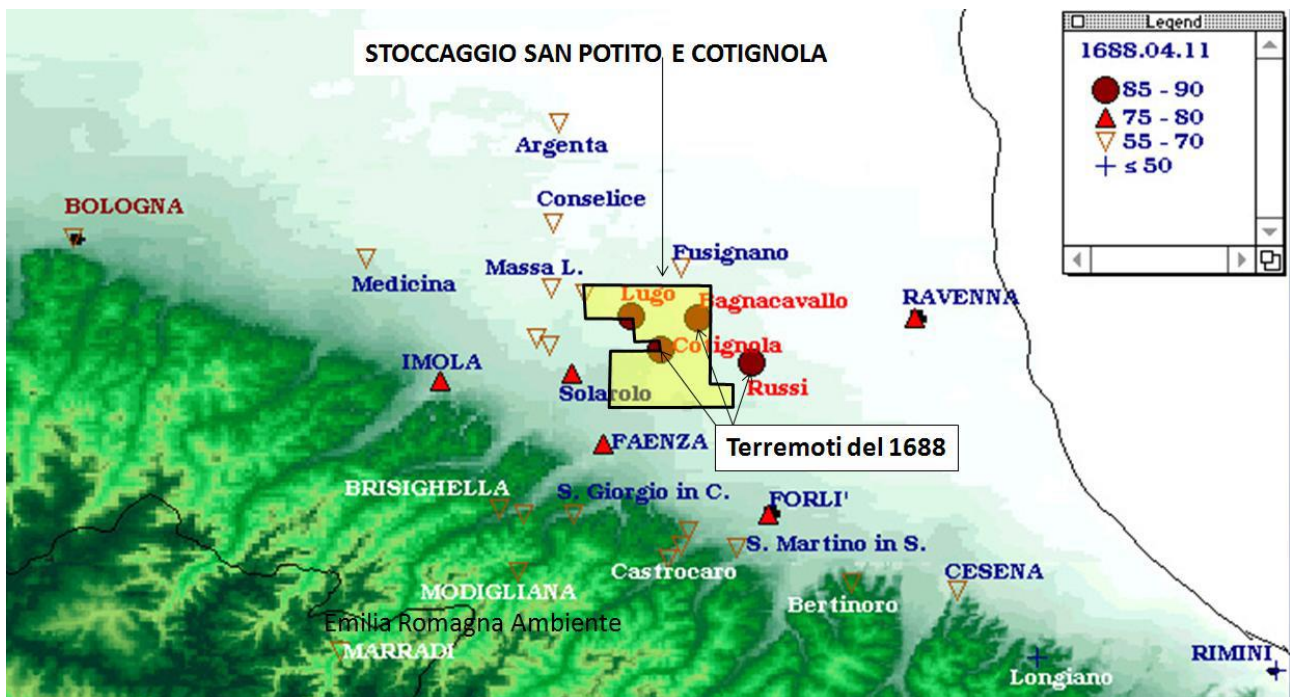 STOCCAGGIO SAN POTITO E COTIGNOLA
Legend
1688.04.11
85 - 90
75 - 80
55 - 70
≤ 50
Argenta
Conselice
BOLOGNA
Fusignano
Medicina
Massa L.
Lugo
Bagnacavallo
RAVENNA
Cotignola
IMOLA
Solarolo
Russi
FAENZA
Terremoti del 1688
BRISIGHELLA
S. Giorgio in C.
FORLI'
S. Martino in S.
Castrocaro
MODIGLIANA
CESENA
Bertinoro
Emilia Romagna Ambiente
MARRADI
RIMINI
Longiano